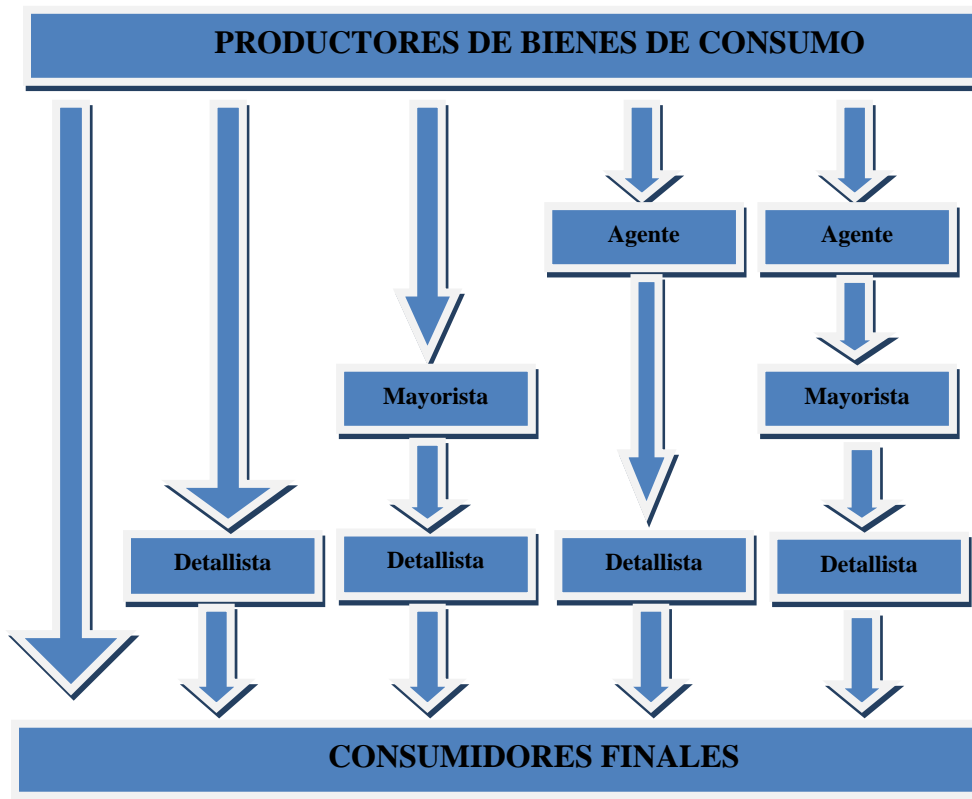 PRODUCTORES DE BIENES DE CONSUMO
Agente
Agente
Mayorista
Mayorista
Detallista
Detallista
Detallista
Detallista
CONSUMIDORES FINALES